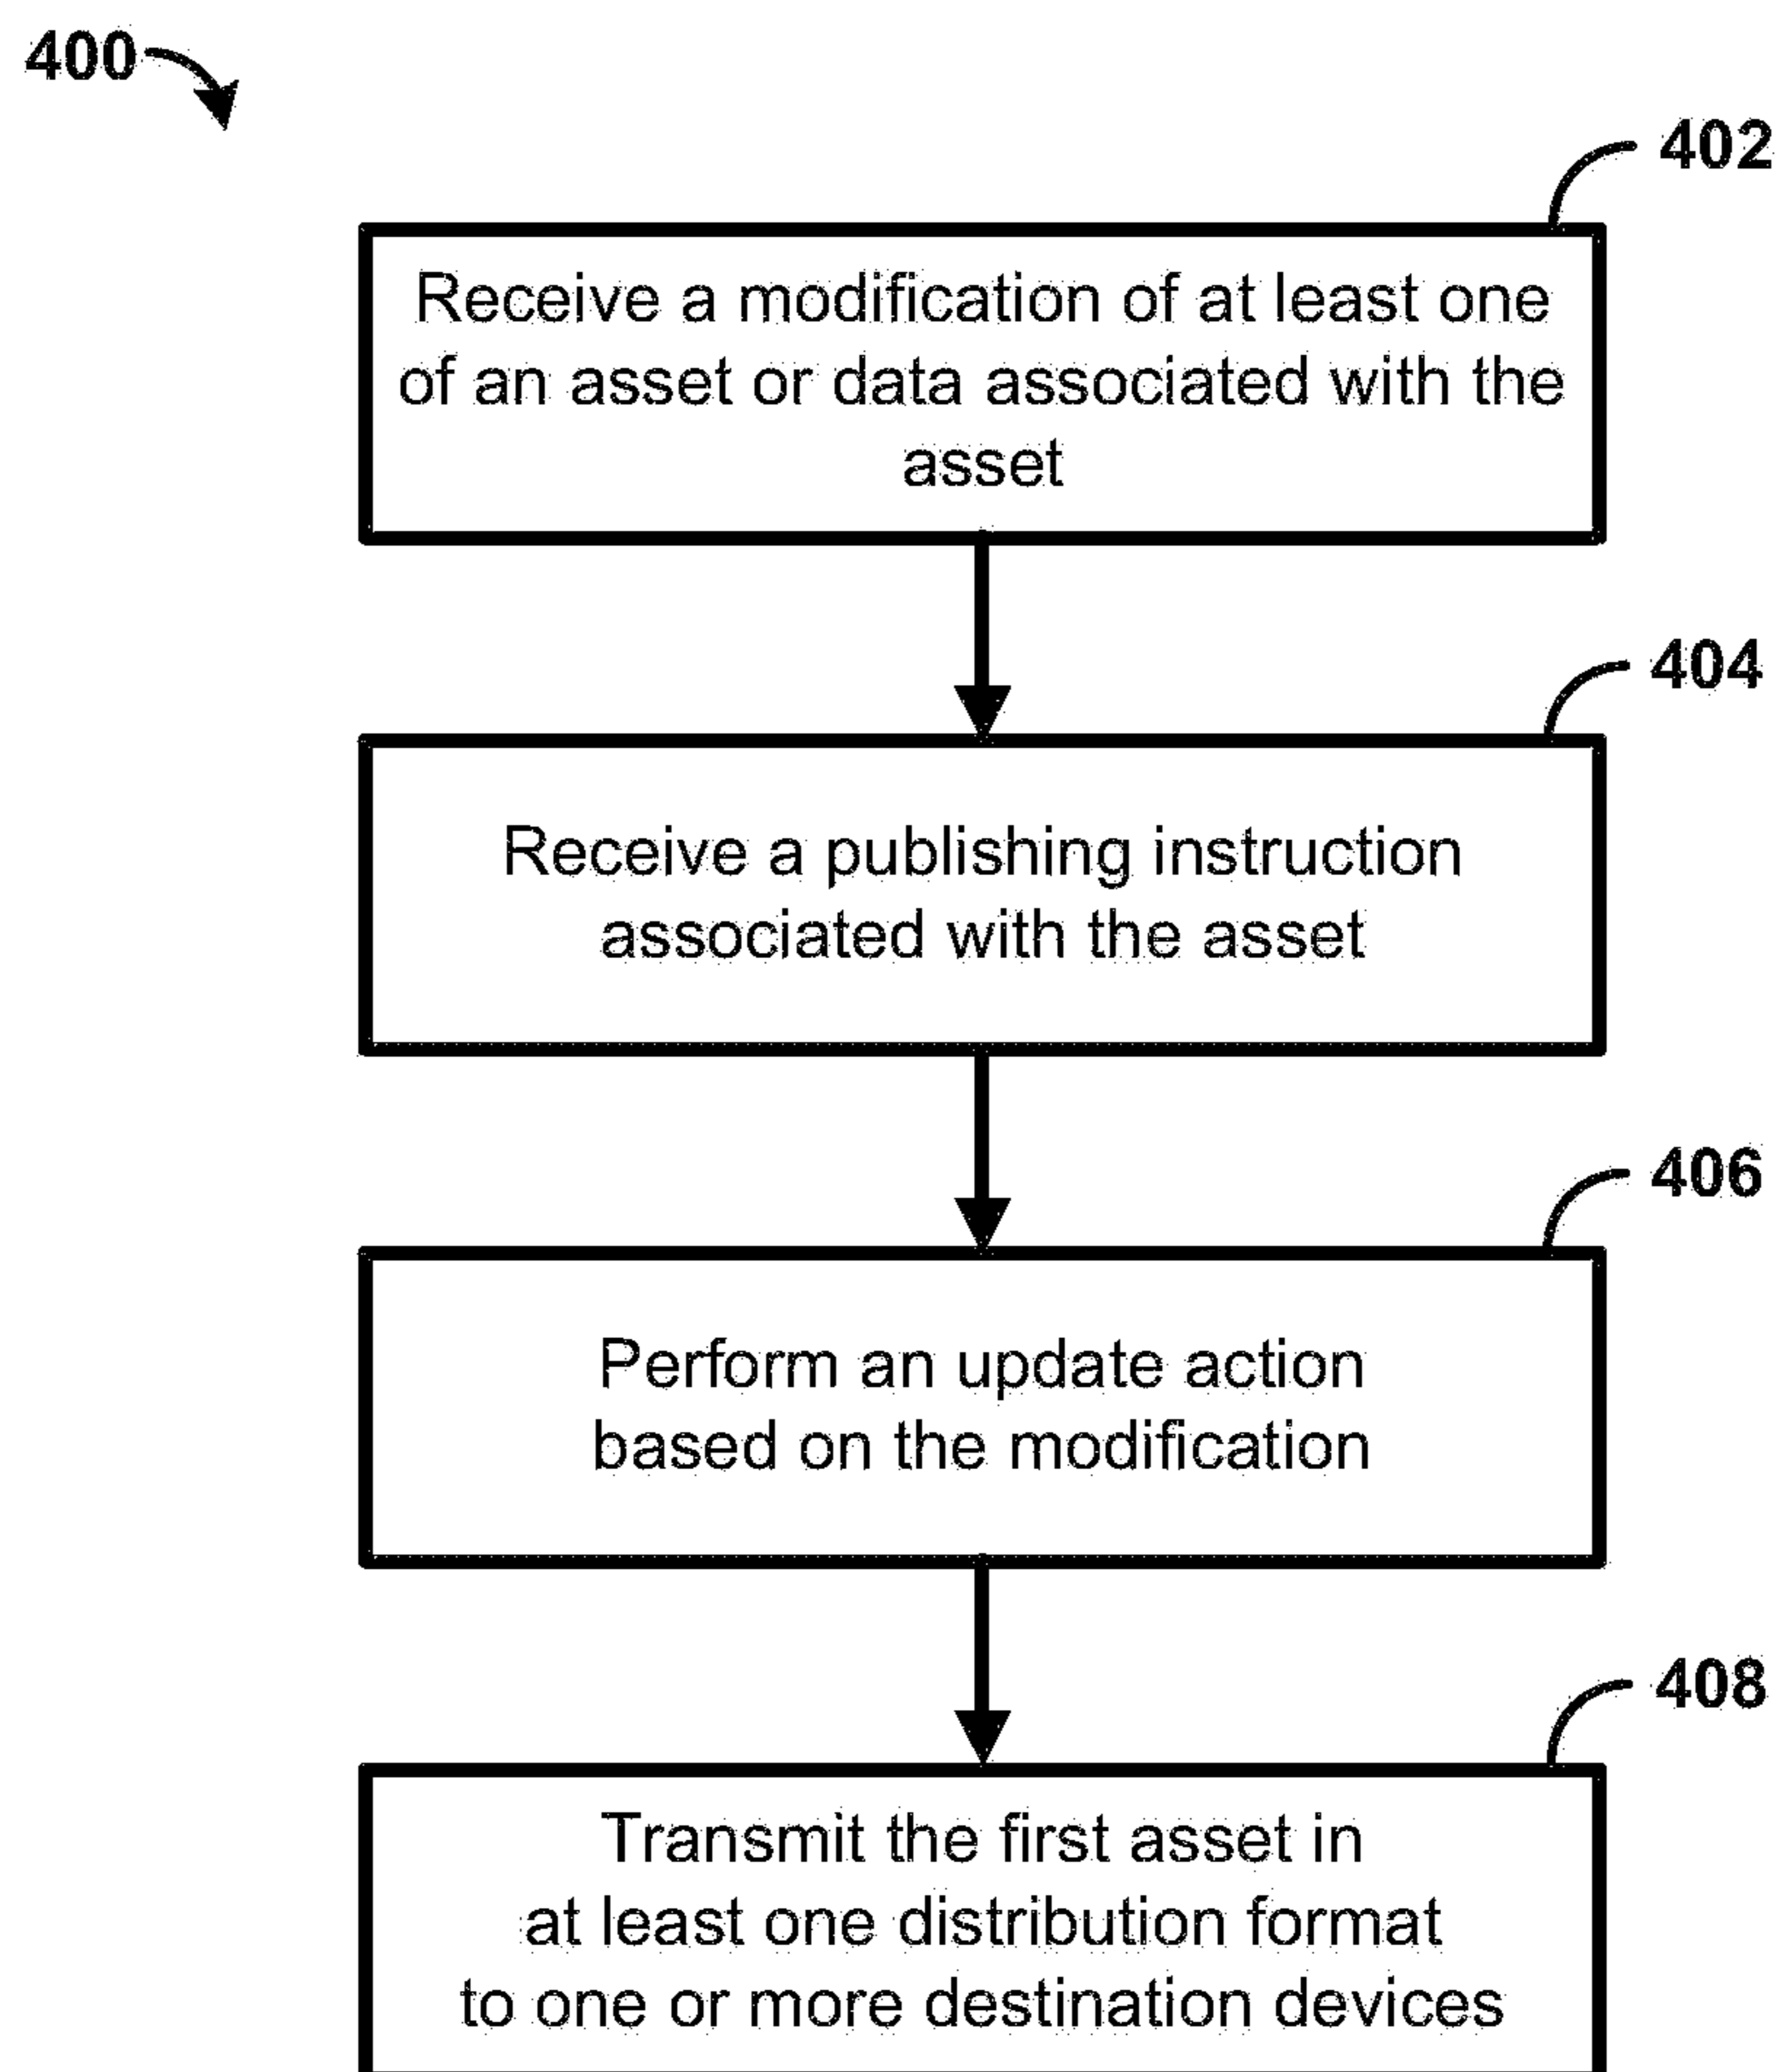 400
402
Receive a modification of at least one
of an asset or data associated with the
asset
404
Receive a publishing instruction
associated with the asset
406
Perform an update action
based on the modification
408
Transmit the first asset in
at least one distribution format
to one or more destination devices